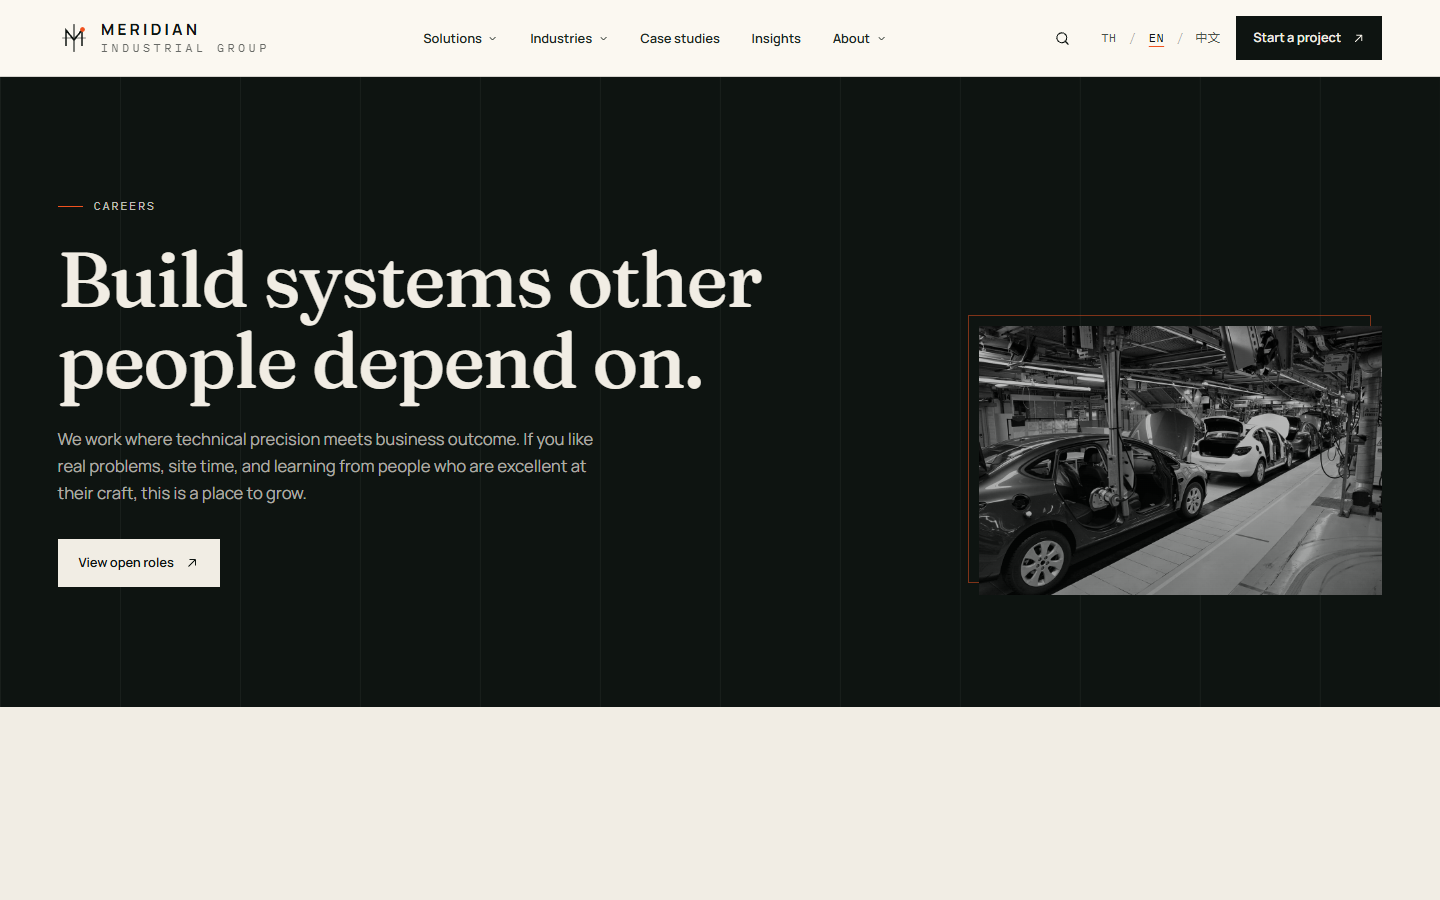 MERIDIAN
INDUSTRIAL GROUP
Solutions
Industries
Case studies
Insights
About
TH / EN / 中文
Start a project
CAREERS
Build systems other
people depend on.
We work where technical precision meets business outcome. If you like
real problems, site time, and learning from people who are excellent at
their craft, this is a place to grow.
View open roles